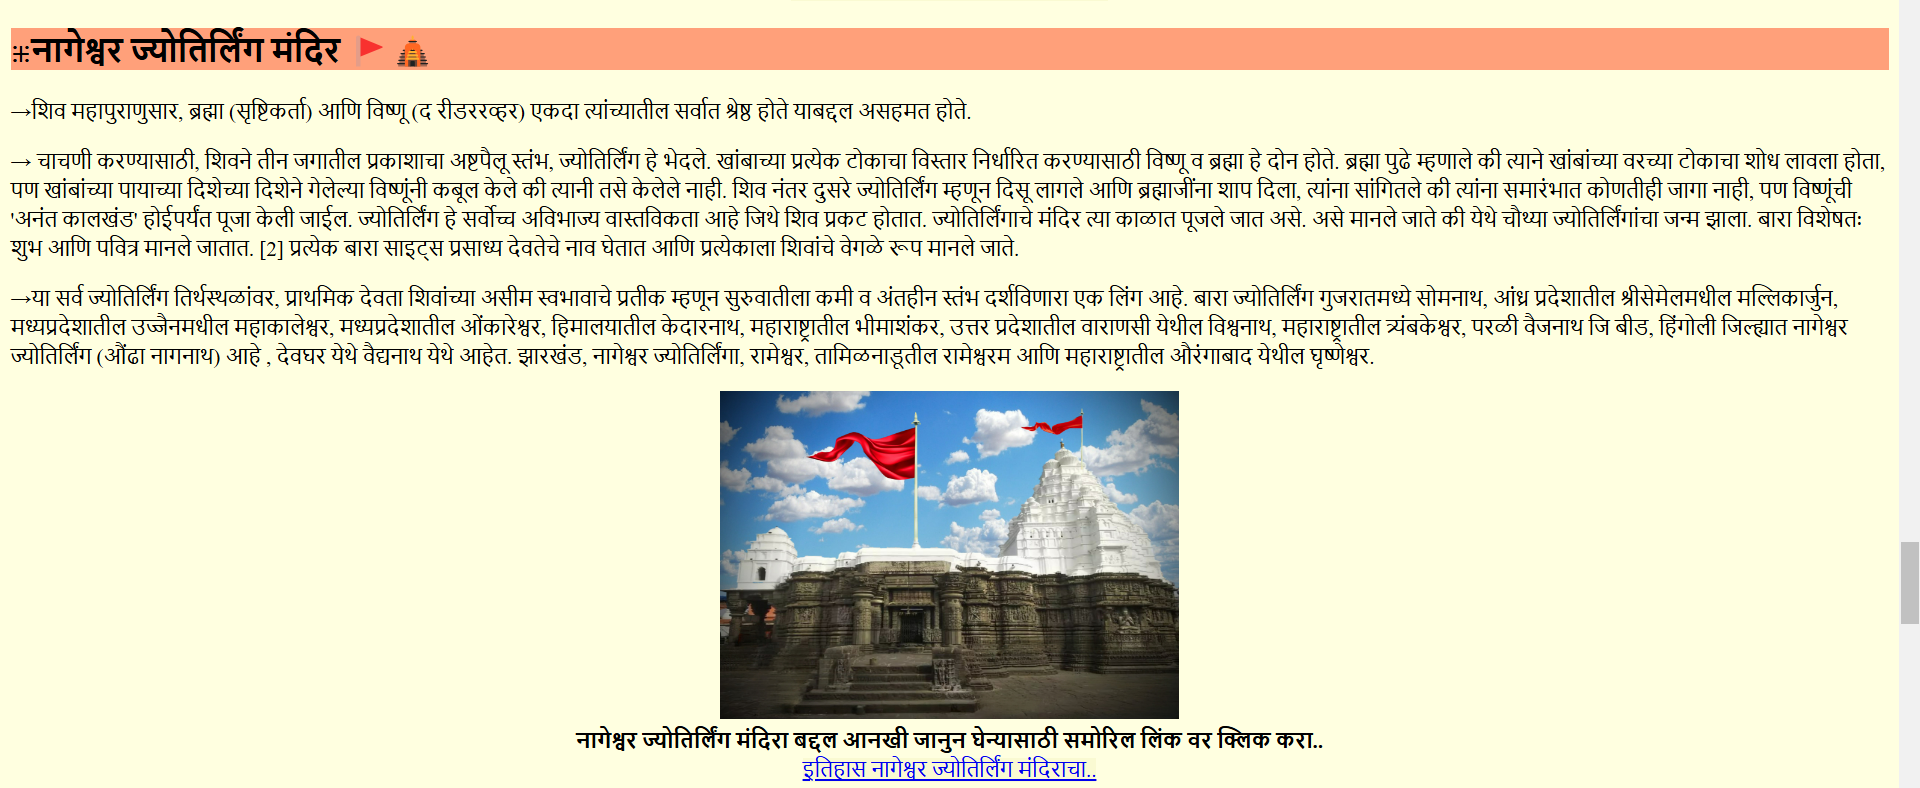 ⁜नागेश्वर ज्योतिर्लिंग मंदिर 🚩 🛕
→शिव महापुराणुसार, ब्रह्मा (सृष्टिकर्ता) आणि विष्णू (द रीडररव्हर) एकदा त्यांच्यातील सर्वात श्रेष्ठ होते याबद्दल असहमत होते.
→ चाचणी करण्यासाठी, शिवने तीन जगातील प्रकाशाचा अष्टपैलू स्तंभ, ज्योतिर्लिंग हे भेदले. खांबाच्या प्रत्येक टोकाचा विस्तार निर्धारित करण्यासाठी विष्णू व ब्रह्मा हे दोन होते. ब्रह्मा पुढे म्हणाले की त्याने खांबांच्या वरच्या टोकाचा शोध लावला होता,
पण खांबांच्या पायाच्या दिशेच्या दिशेने गेलेल्या विष्णूंनी कबूल केले की त्यानी तसे केलेले नाही. शिव नंतर दुसरे ज्योतिर्लिंग म्हणून दिसू लागले आणि ब्रह्माजींना शाप दिला, त्यांना सांगितले की त्यांना समारंभात कोणतीही जागा नाही, पण विष्णूंची
'अनंत कालखंड' होईपर्यंत पूजा केली जाईल. ज्योतिर्लिंग हे सर्वोच्च अविभाज्य वास्तविकता आहे जिथे शिव प्रकट होतात. ज्योतिर्लिंगाचे मंदिर त्या काळात पूजले जात असे. असे मानले जाते की येथे चौथ्या ज्योतिर्लिंगांचा जन्म झाला. बारा विशेषतः
शुभ आणि पवित्र मानले जातात. [2] प्रत्येक बारा साइट्स प्रसाध्य देवतेचे नाव घेतात आणि प्रत्येकाला शिवांचे वेगळे रूप मानले जाते.
→या सर्व ज्योतिर्लिंग तिर्थस्थळांवर, प्राथमिक देवता शिवांच्या असीम स्वभावाचे प्रतीक म्हणून सुरुवातीला कमी व अंतहीन स्तंभ दर्शविणारा एक लिंग आहे. बारा ज्योतिर्लिंग गुजरातमध्ये सोमनाथ, आंध्र प्रदेशातील श्रीसेमेलमधील मल्लिकार्जुन,
मध्यप्रदेशातील उज्जैनमधील महाकालेश्वर, मध्यप्रदेशातील ओंकारेश्वर, हिमालयातील केदारनाथ, महाराष्ट्रातील भीमाशंकर, उत्तर प्रदेशातील वाराणसी येथील विश्वनाथ, महाराष्ट्रातील त्र्यंबकेश्वर, परळी वैजनाथ जि बीड, हिंगोली जिल्ह्यात नागेश्वर
ज्योतिर्लिंग (औंढा नागनाथ) आहे , देवघर येथे वैद्यनाथ येथे आहेत. झारखंड, नागेश्वर ज्योतिर्लिंगा, रामेश्वर, तामिळनाडूतील रामेश्वरम आणि महाराष्ट्रातील औरंगाबाद येथील घृष्णेश्वर.
नागेश्वर ज्योतिर्लिंग मंदिरा बद्दल आनखी जानुन घेन्यासाठी समोरिल लिंक वर क्लिक करा..
इतिहास नागेश्वर ज्योतिर्लिंग मंदिराचा..